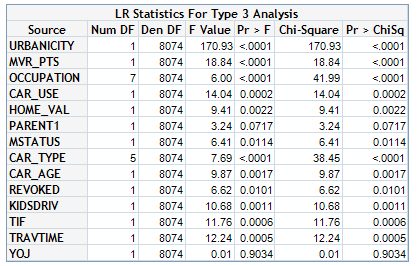 LR Statistics For Type 3 Analysis
Source Num DF Den DF F Value Pr > F Chi-Square Pr > ChiSq
URBANICITY 1 8074 170.93 <.0001 170.93 <.0001
MVR_PTS 1 8074 18.84 <.0001 18.84 <.0001
OCCUPATION 7 8074 6.00 <.0001 41.99 <.0001
CAR_USE 1 8074 14.04 0.0002 14.04 0.0002
HOME_VAL 1 8074 9.41 0.0022 9.41 0.0022
PARENT1 1 8074 3.24 0.0717 3.24 0.0717
MSTATUS 1 8074 6.41 0.0114 6.41 0.0114
CAR_TYPE 5 8074 7.69 <.0001 38.45 <.0001
CAR_AGE 1 8074 9.87 0.0017 9.87 0.0017
REVOKED 1 8074 6.62 0.0101 6.62 0.0101
KIDSDRIV 1 8074 10.68 0.0011 10.68 0.0011
TIF 1 8074 11.76 0.0006 11.76 0.0006
TRAVTIME 1 8074 12.24 0.0005 12.24 0.0005
YOJ 1 8074 0.01 0.9034 0.01 0.9034